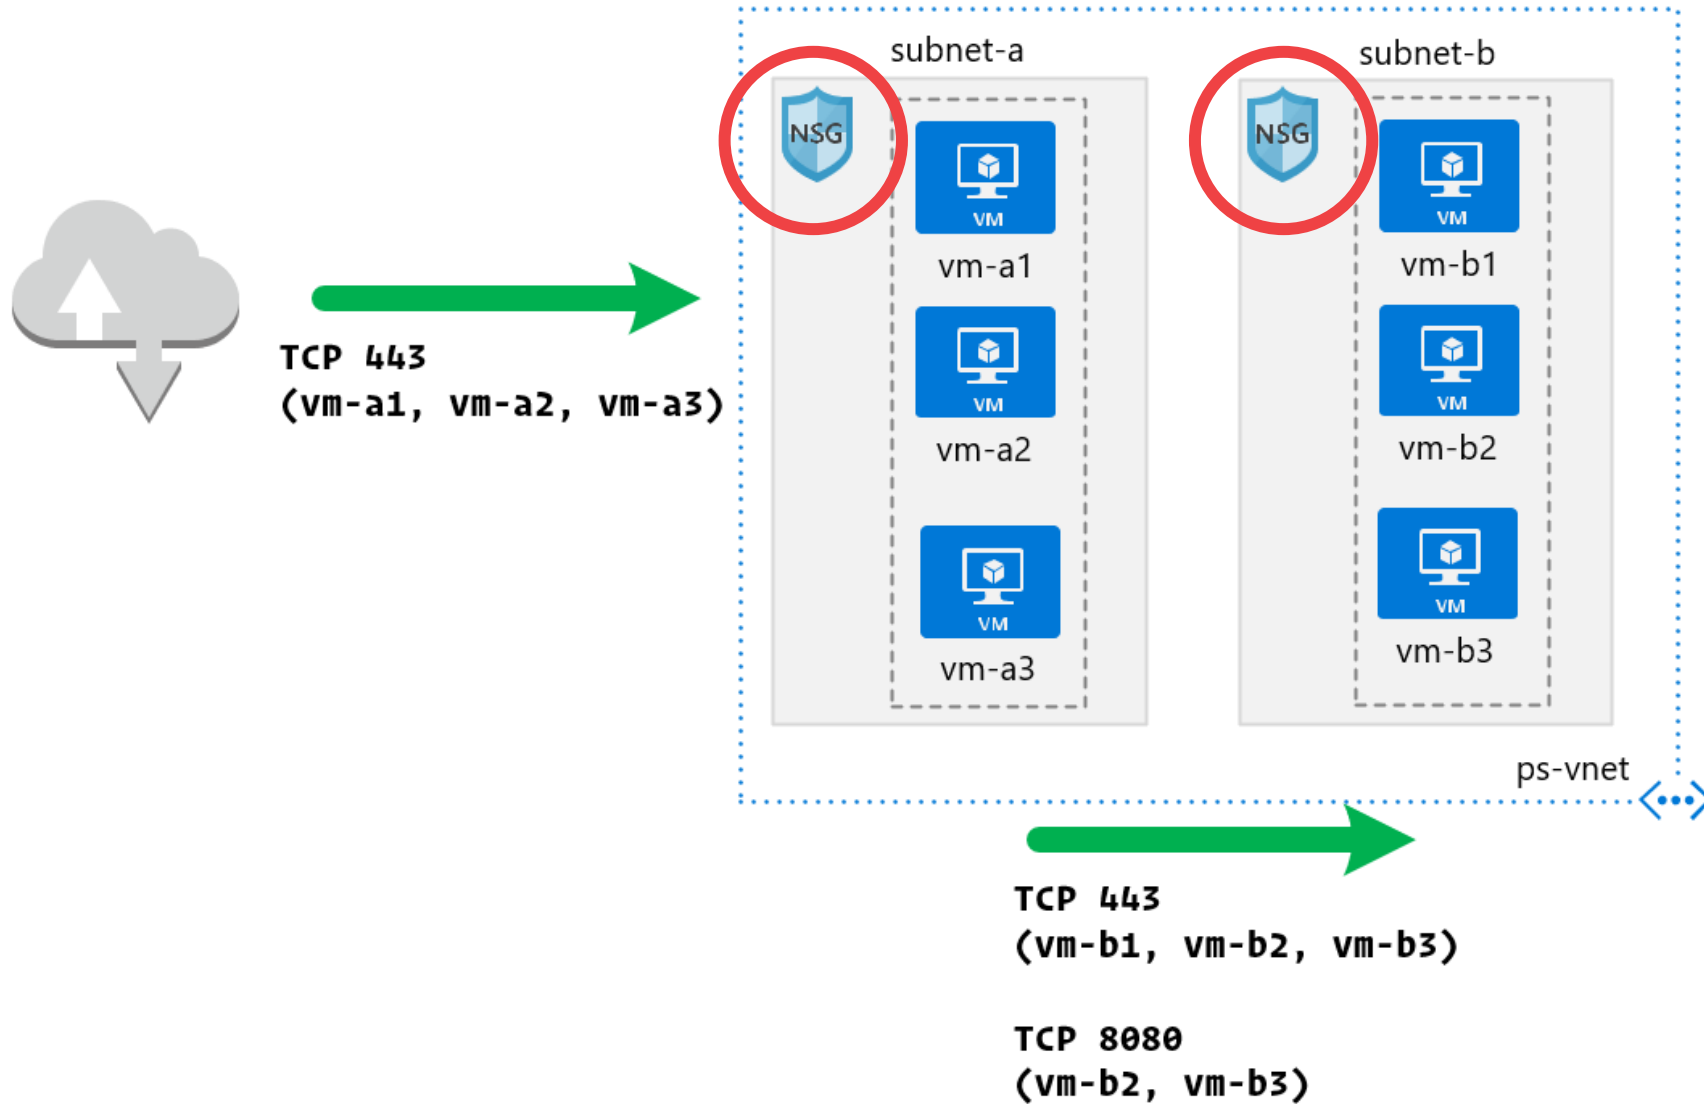 subnet-a
subnet-b
NSG
NSG
VM
vm-a1
VM
vm-b1
VM
vm-a2
VM
vm-b2
VM
vm-a3
VM
vm-b3
TCP 443
(vm-a1, vm-a2, vm-a3)
ps-vnet
TCP 443
(vm-b1, vm-b2, vm-b3)
TCP 8080
(vm-b2, vm-b3)